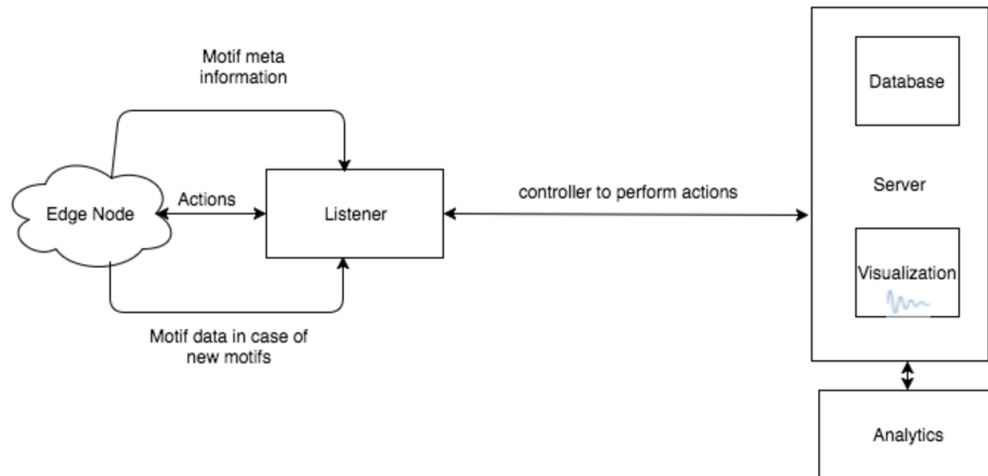 Motif meta
information
Database
Edge Node
Actions
Listener
controller to perform actions
Server
Visualization
Motif data in case of
new motifs
Analytics